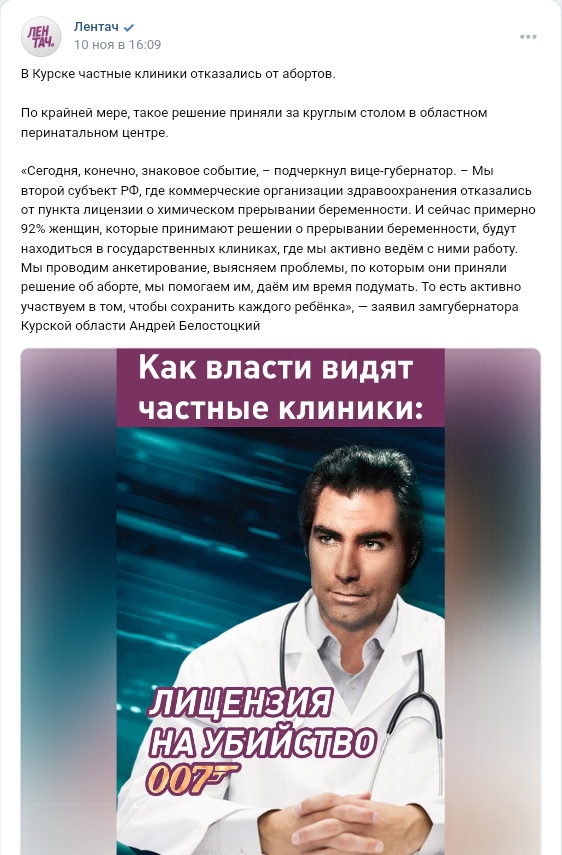 ЛЕН
ТАЧ.
Лентач
10 ноя в 16:09
В Курске частные клиники отказались от абортов.
По крайней мере, такое решение приняли за круглым столом в областном
перинатальном центре.
«Сегодня, конечно, знаковое событие, – подчеркнул вице-губернатор. – Мы
второй субъект РФ, где коммерческие организации здравоохранения отказались
от пункта лицензии о химическом прерывании беременности. И сейчас примерно
92% женщин, которые принимают решении о прерывании беременности, будут
находиться в государственных клиниках, где мы активно ведём с ними работу.
Мы проводим анкетирование, выясняем проблемы, по которым они приняли
решение об аборте, мы помогаем им, даём им время подумать. То есть активно
участвуем в том, чтобы сохранить каждого ребёнка», — заявил замгубернатора
Курской области Андрей Белостоцкий
Как власти видят
частные клиники:
ЛИЦЕНЗИЯ
НА УБИЙСТВО
007